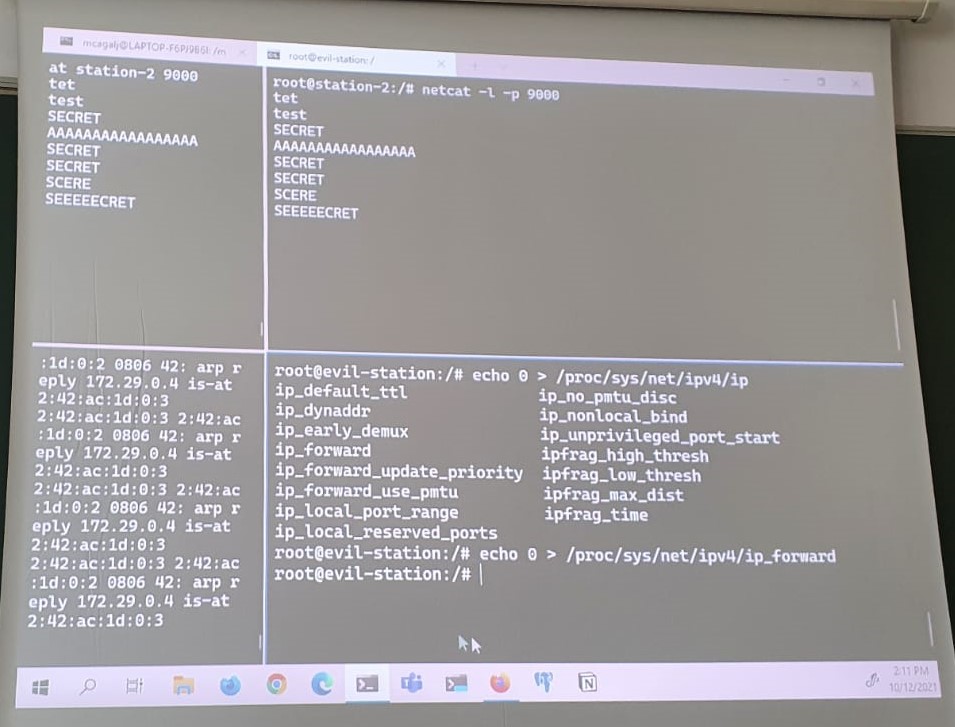 mcagalj@LAPTOP-F6PJ9B6I: /m
root@evil-station: /
at station-2 9000
tet
test
SECRET
AAAAAAAAAAAAAAAAA
SECRET
SECRET
SCERE
SEEEEECRET
root@station-2:/# netcat -l -p 9000
tet
test
SECRET
AAAAAAAAAAAAAAAAA
SECRET
SECRET
SCERE
SEEEEECRET
:1d:0:2 0806 42: arp r
eply 172.29.0.4 is-at
2:42:ac:1d:0:3
2:42:ac:1d:0:3 2:42:ac
:1d:0:2 0806 42: arp r
eply 172.29.0.4 is-at
2:42:ac:1d:0:3
2:42:ac:1d:0:3 2:42:ac
:1d:0:2 0806 42: arp r
eply 172.29.0.4 is-at
2:42:ac:1d:0:3
2:42:ac:1d:0:3 2:42:ac
:1d:0:2 0806 42: arp r
eply 172.29.0.4 is-at
2:42:ac:1d:0:3
root@evil-station:/# echo 0 > /proc/sys/net/ipv4/ip
ip_default_ttl ip_no_pmtu_disc
ip_dynaddr ip_nonlocal_bind
ip_early_demux ip_unprivileged_port_start
ip_forward ipfrag_high_thresh
ip_forward_update_priority ipfrag_low_thresh
ip_forward_use_pmtu ipfrag_max_dist
ip_local_port_range ipfrag_time
ip_local_reserved_ports
root@evil-station:/# echo 0 > /proc/sys/net/ipv4/ip_forward
root@evil-station:/#
2:11 PM
10/12/2021